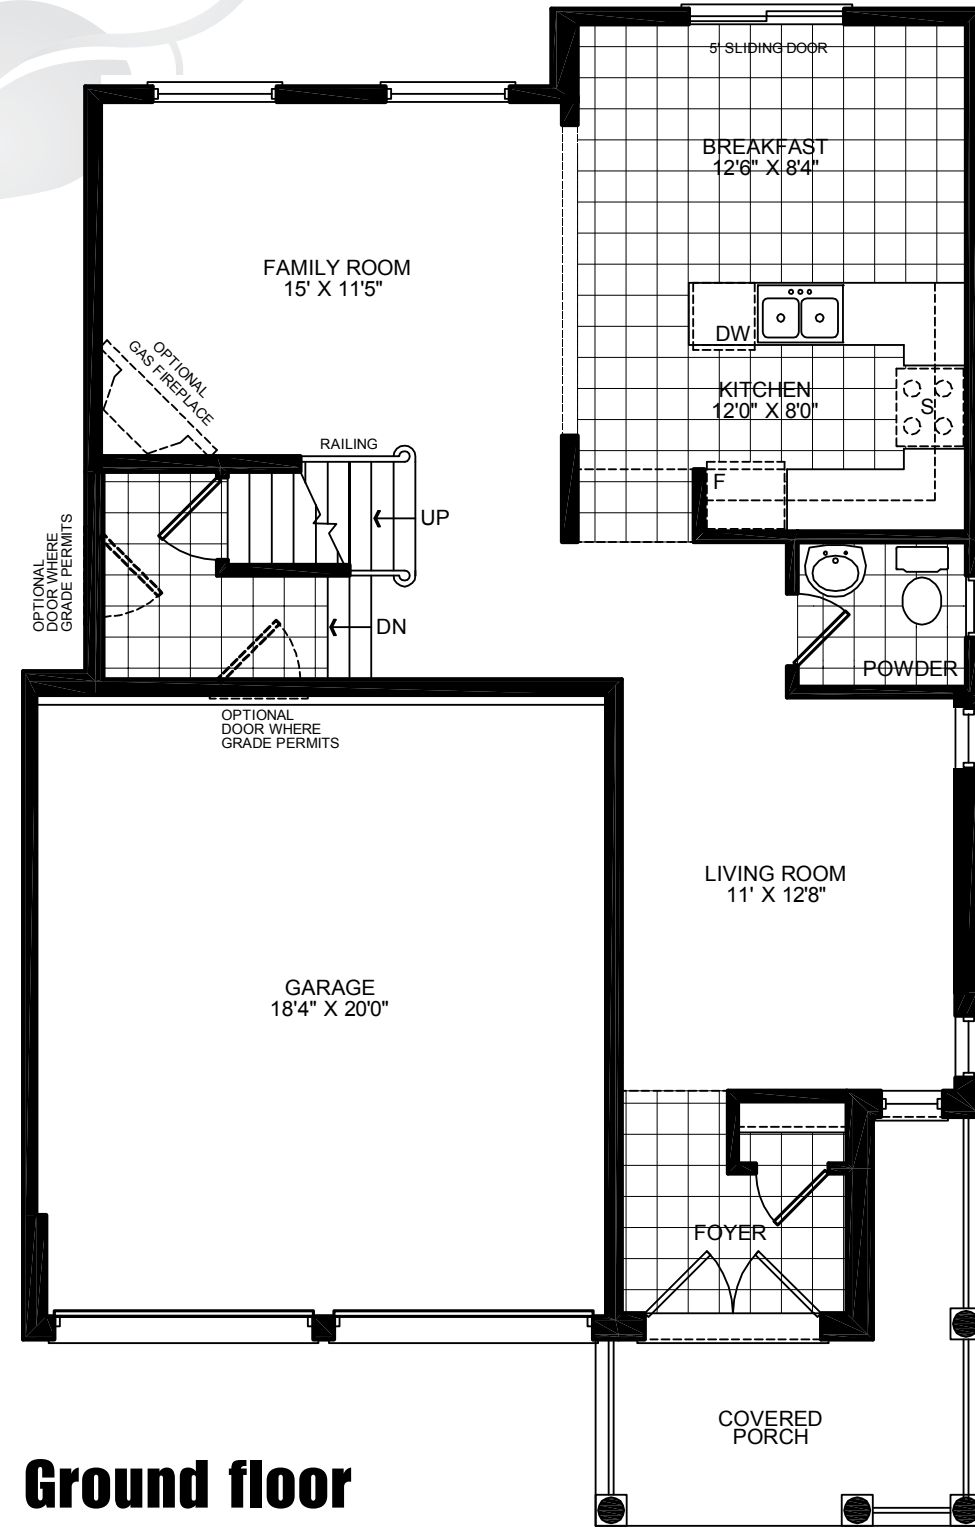 5' SLIDING DOOR
BREAKFAST
12'6" X 8'4"
FAMILY ROOM
15' X 11'5"
DW
OPTIONAL
GAS FIREPLACE
KITCHEN
12'0" X 8'0"
S
RAILING
F
UP
OPTIONAL
DOOR WHERE
GRADE PERMITS
DN
POWDER
OPTIONAL
DOOR WHERE
GRADE PERMITS
LIVING ROOM
11' X 12'8"
GARAGE
18'4" X 20'0"
FOYER
COVERED
PORCH
Ground floor